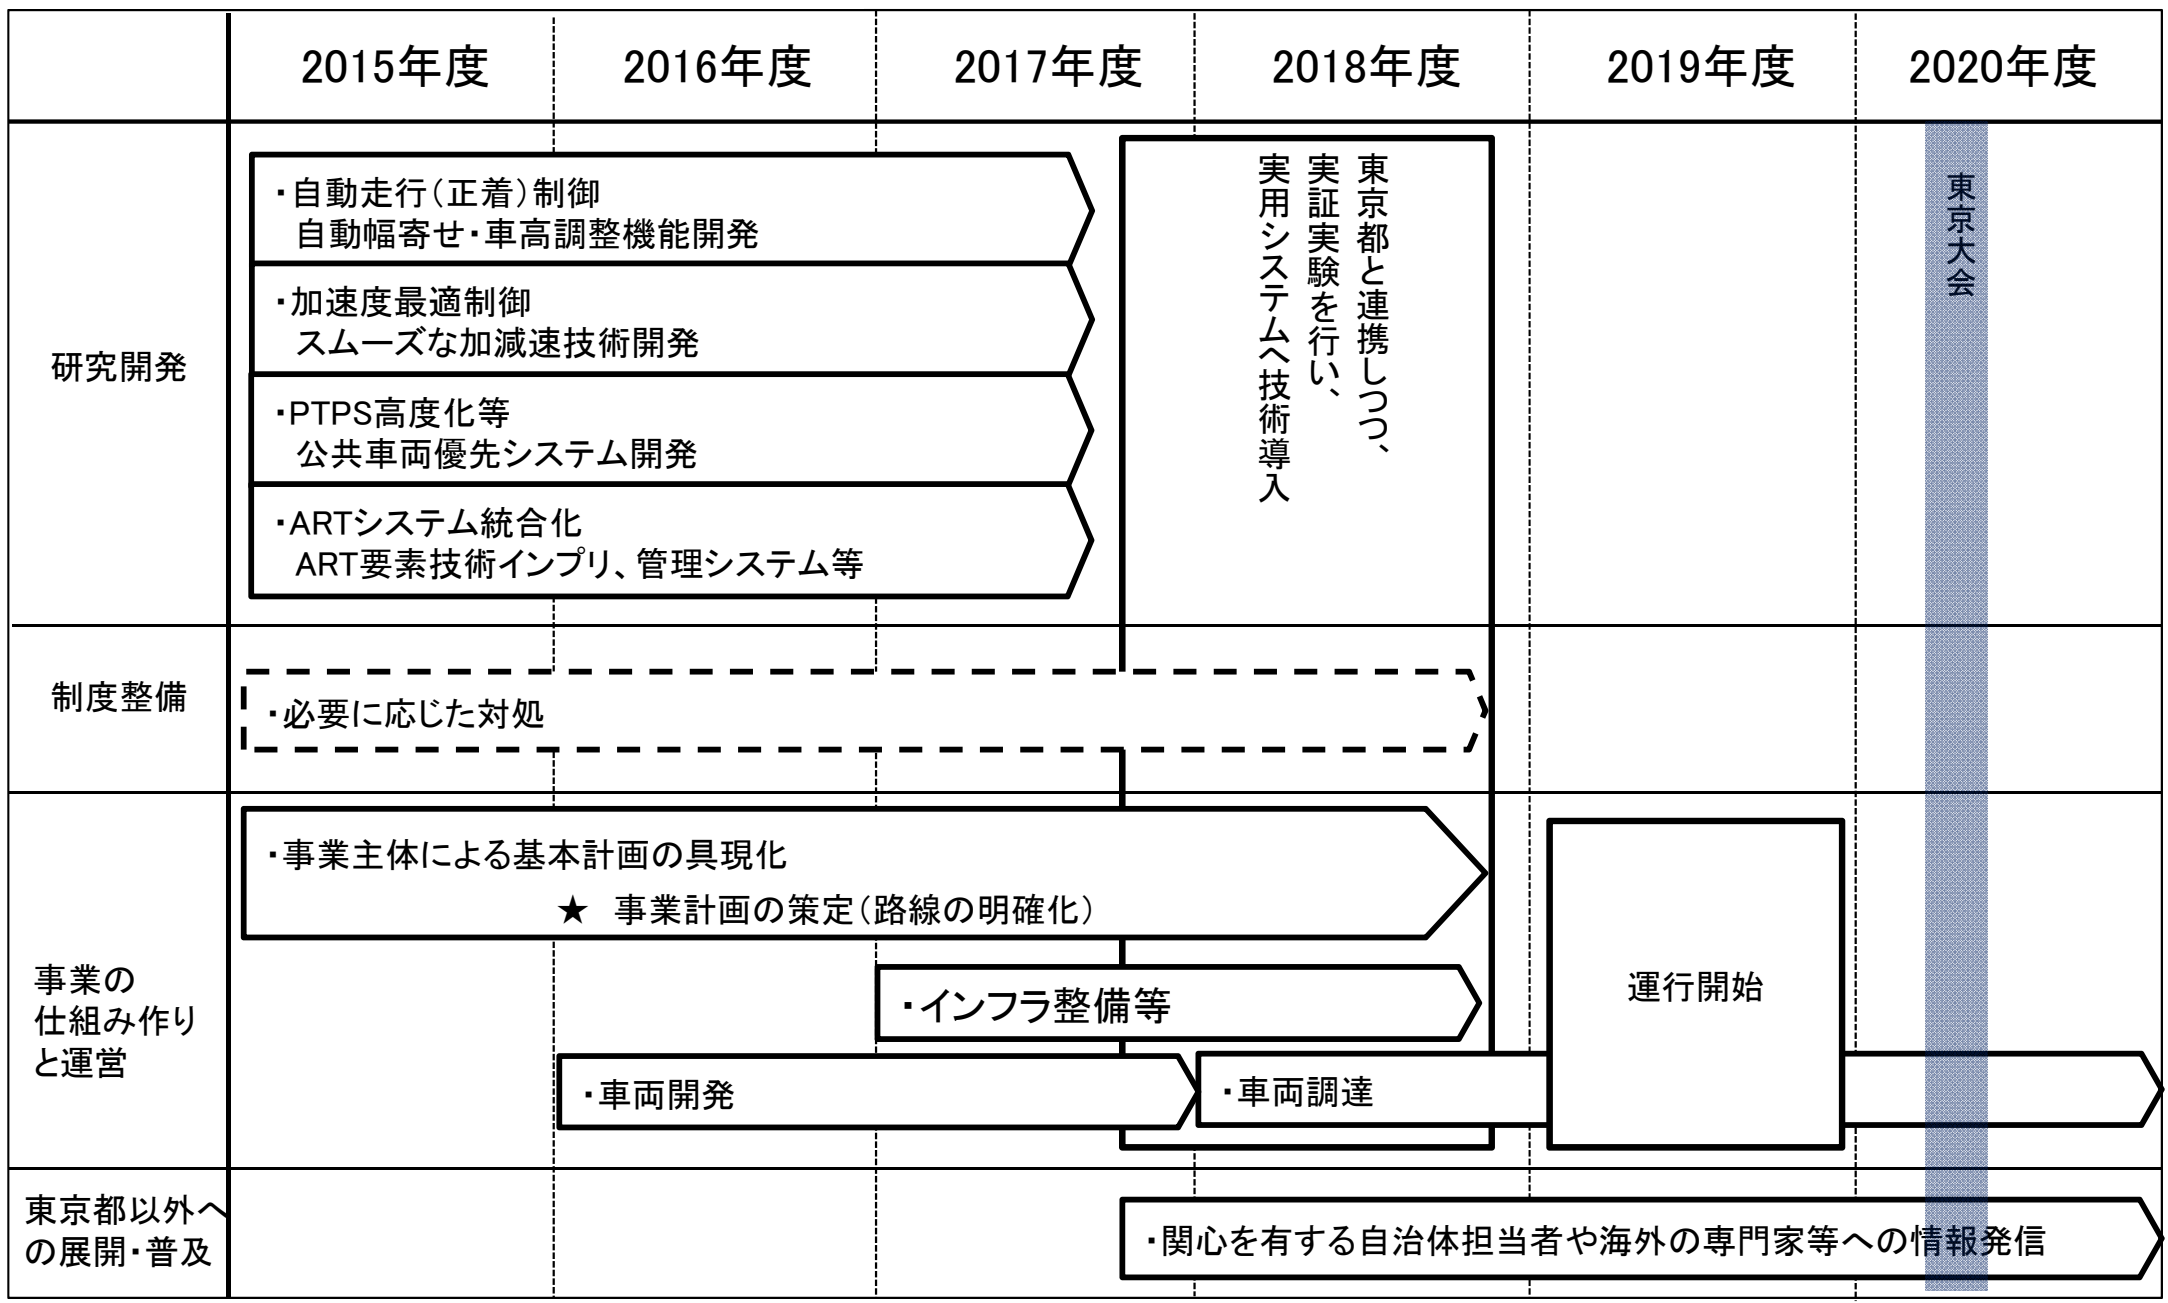 2015年度
2016年度
2017年度
2018年度
2019年度
2020年度
研究開発
・自動走行（正着）制御
自動幅寄せ・車高調整機能開発
・加速度最適制御
スムーズな加減速技術開発
・PTPS高度化等
公共車両優先システム開発
・ARTシステム統合化
ART要素技術インプリ、管理システム等
東京都と連携しつつ、
実証実験を行い、
実用システムへ技術導入
東京大会
制度整備
・必要に応じた対処
事業の
仕組み作り
と運営
・事業主体による基本計画の具現化
★ 事業計画の策定（路線の明確化）
・インフラ整備等
・車両開発
・車両調達
運行開始
東京都以外へ
の展開・普及
・関心を有する自治体担当者や海外の専門家等への情報発信